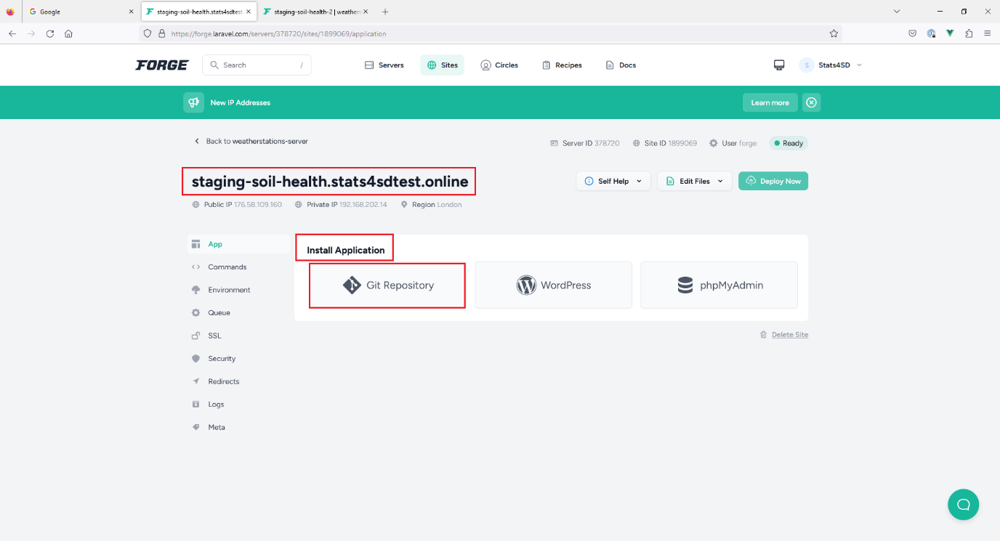 Google
staging-soil-health.stats4sdtest
staging-soil-health-2 | weathers
https://forge.laravel.com/servers/378720/sites/1899069/application
FORGE
Search /
Servers
Sites
Circles
Recipes
Docs
S
Stats4SD
New IP Addresses
Learn more
Back to weatherstations-server
Server ID 378720
Site ID 1899069
User forge
Ready
staging-soil-health.stats4sdtest.online
Self Help
Edit Files
Deploy Now
Public IP 176.58.109.160
Private IP 192.168.202.14
Region London
App
Commands
Environment
Queue
SSL
Security
Redirects
Logs
Meta
Install Application
Git Repository
WordPress
phpMyAdmin
Delete Site